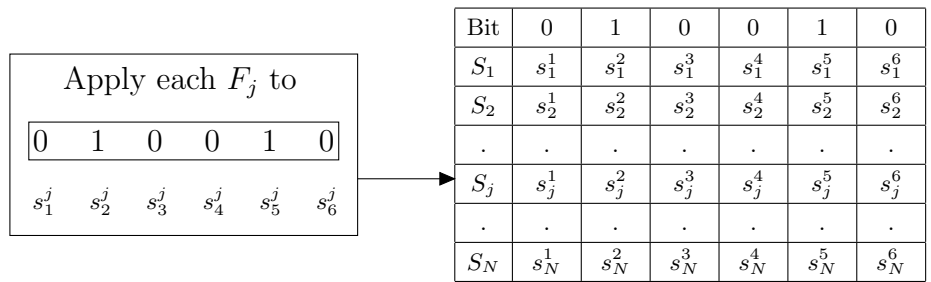 Apply each $F_j$ to
0 1 0 0 1 0
$s_1^j$ $s_2^j$ $s_3^j$ $s_4^j$ $s_5^j$ $s_6^j$
Bit 0 1 0 0 1 0
$S_1$ $s_1^1$ $s_1^2$ $s_1^3$ $s_1^4$ $s_1^5$ $s_1^6$
$S_2$ $s_2^1$ $s_2^2$ $s_2^3$ $s_2^4$ $s_2^5$ $s_2^6$
. . . . . . .
$S_j$ $s_j^1$ $s_j^2$ $s_j^3$ $s_j^4$ $s_j^5$ $s_j^6$
. . . . . . .
$S_N$ $s_N^1$ $s_N^2$ $s_N^3$ $s_N^4$ $s_N^5$ $s_N^6$